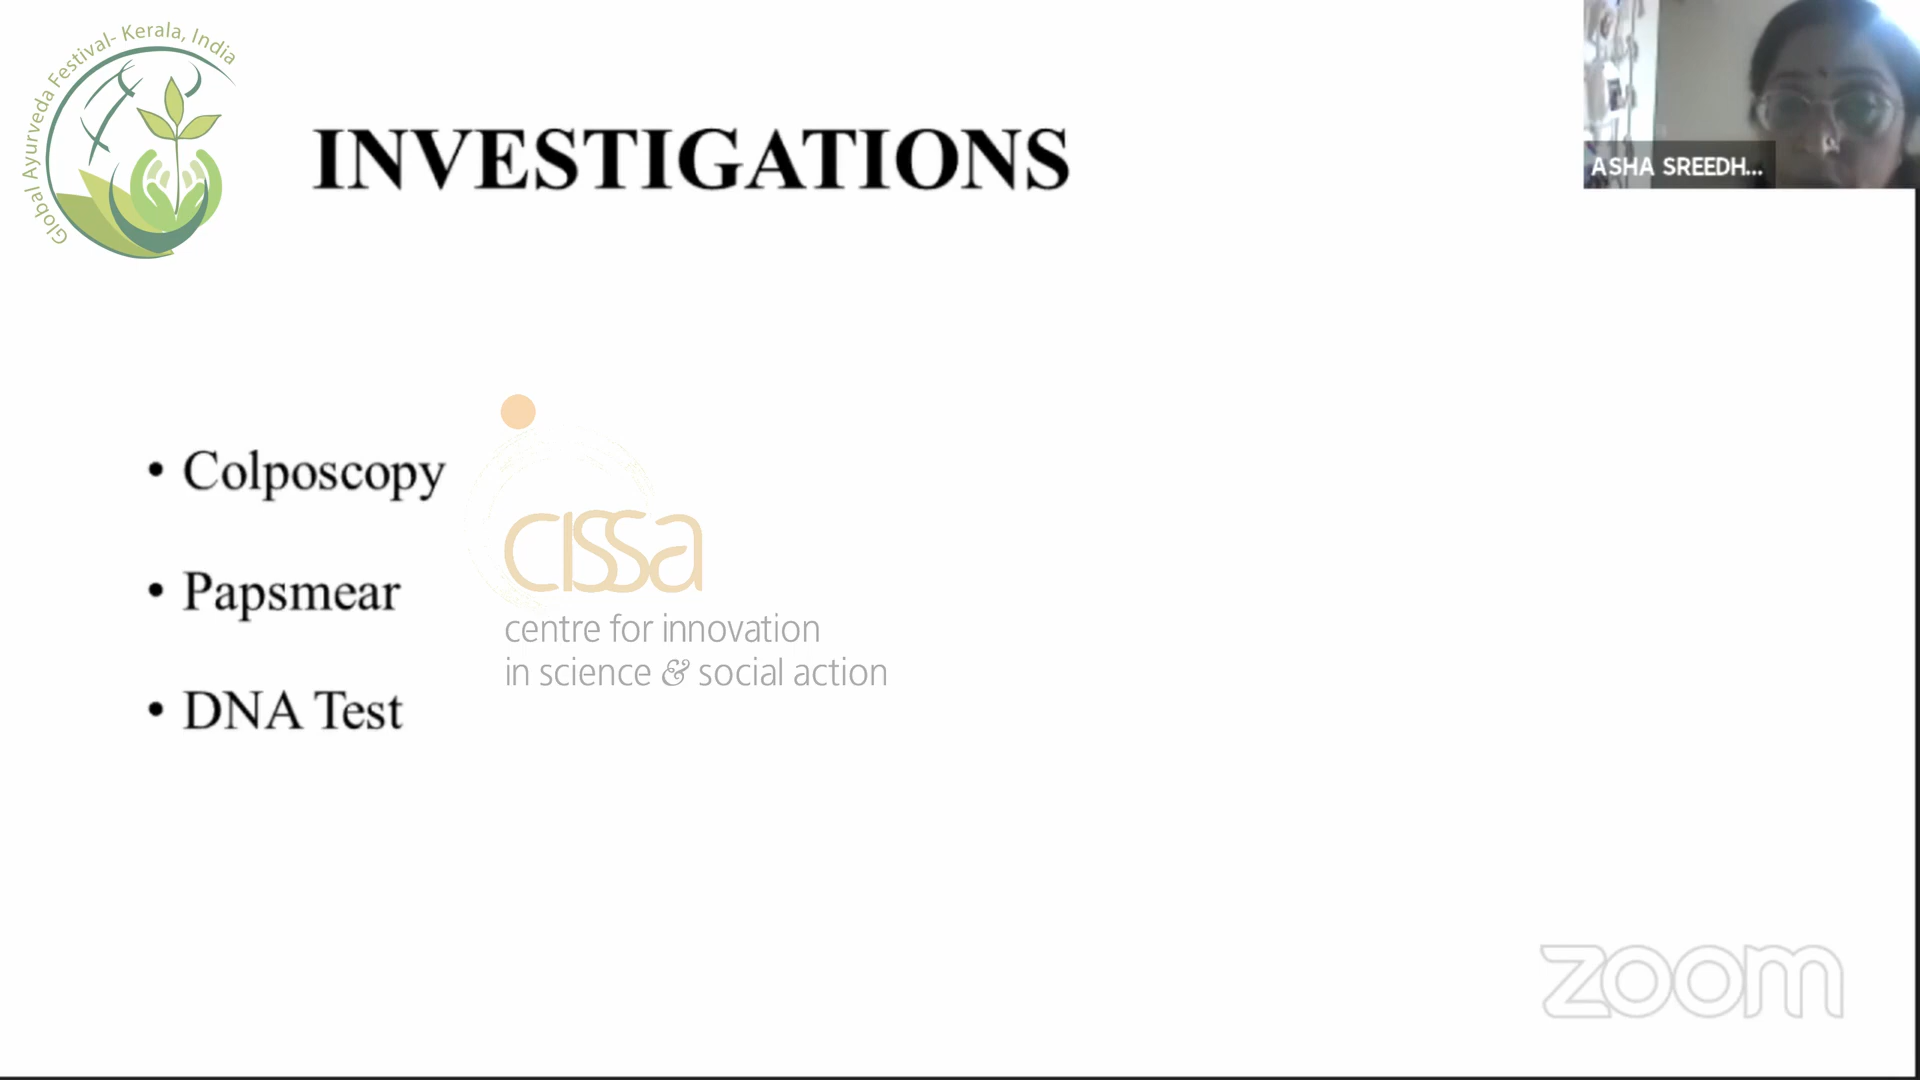 Global Ayurveda Festival- Kerala, India
INVESTIGATIONS
ASHA SREEDH...
• Colposcopy
• Papsmear
• DNA Test
cissa
centre for innovation
in science & social action
zoom